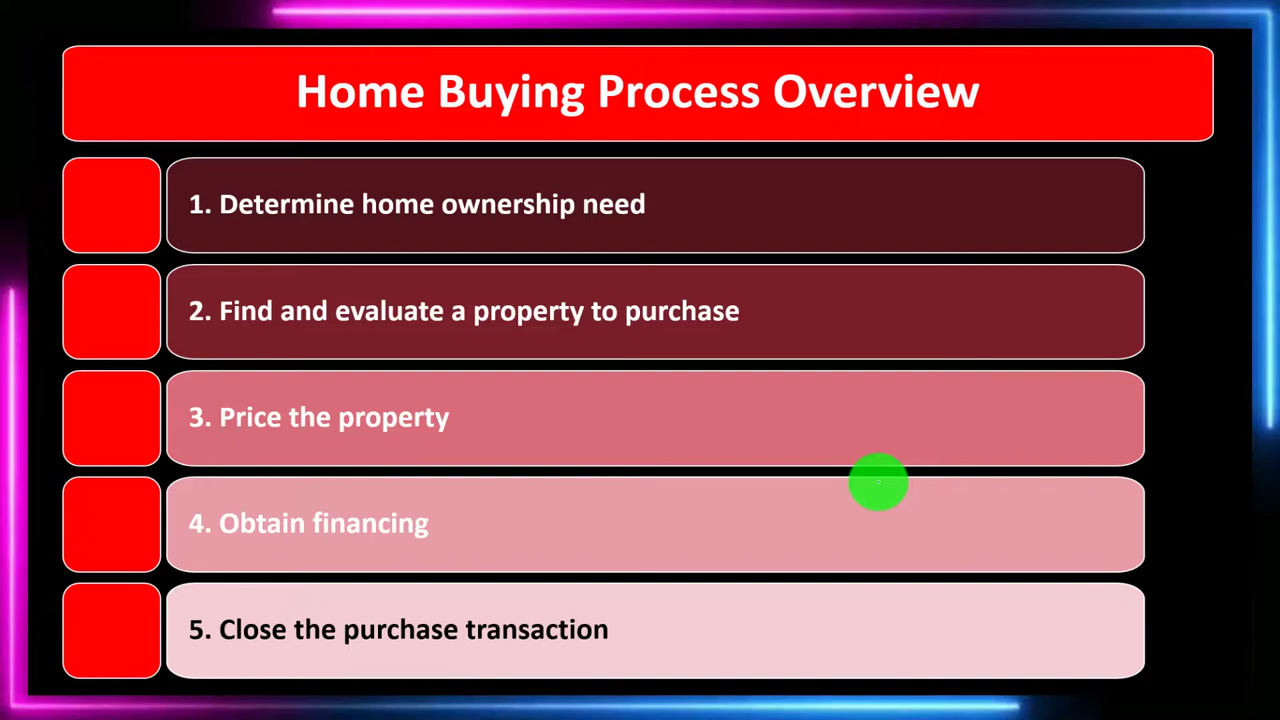 Home Buying Process Overview
1. Determine home ownership need
2. Find and evaluate a property to purchase
3. Price the property
4. Obtain financing
5. Close the purchase transaction